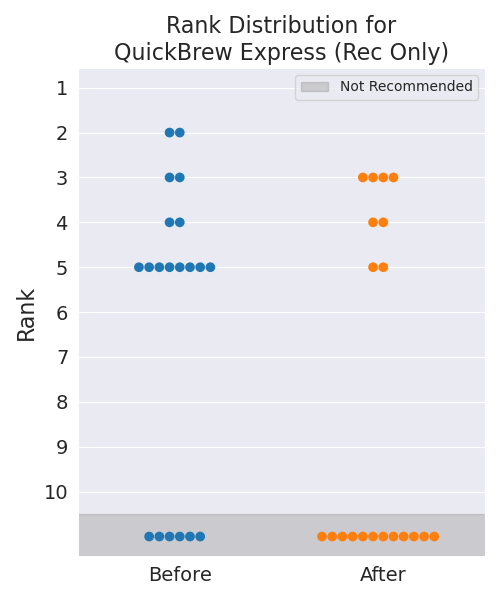 Rank Distribution for
QuickBrew Express (Rec Only)
Not Recommended
Rank
1
2
3
4
5
6
7
8
9
10
Before After